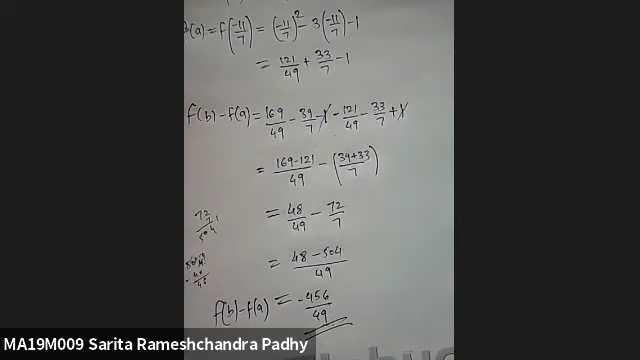 f(a) = f(-11/7) = (-11/7)² - 3(-11/7) - 1
= 121/49 + 33/7 - 1
f(b) - f(a) = 169/49 - 39/7 - 1 - 121/49 - 33/7 + 1
= (169-121)/49 - ((39+33)/7)
= 48/49 - 72/7
72
7
504
= (48 - 504)/49
f(b) - f(a) = -456/49
MA19M009 Sarita Rameshchandra Padhy